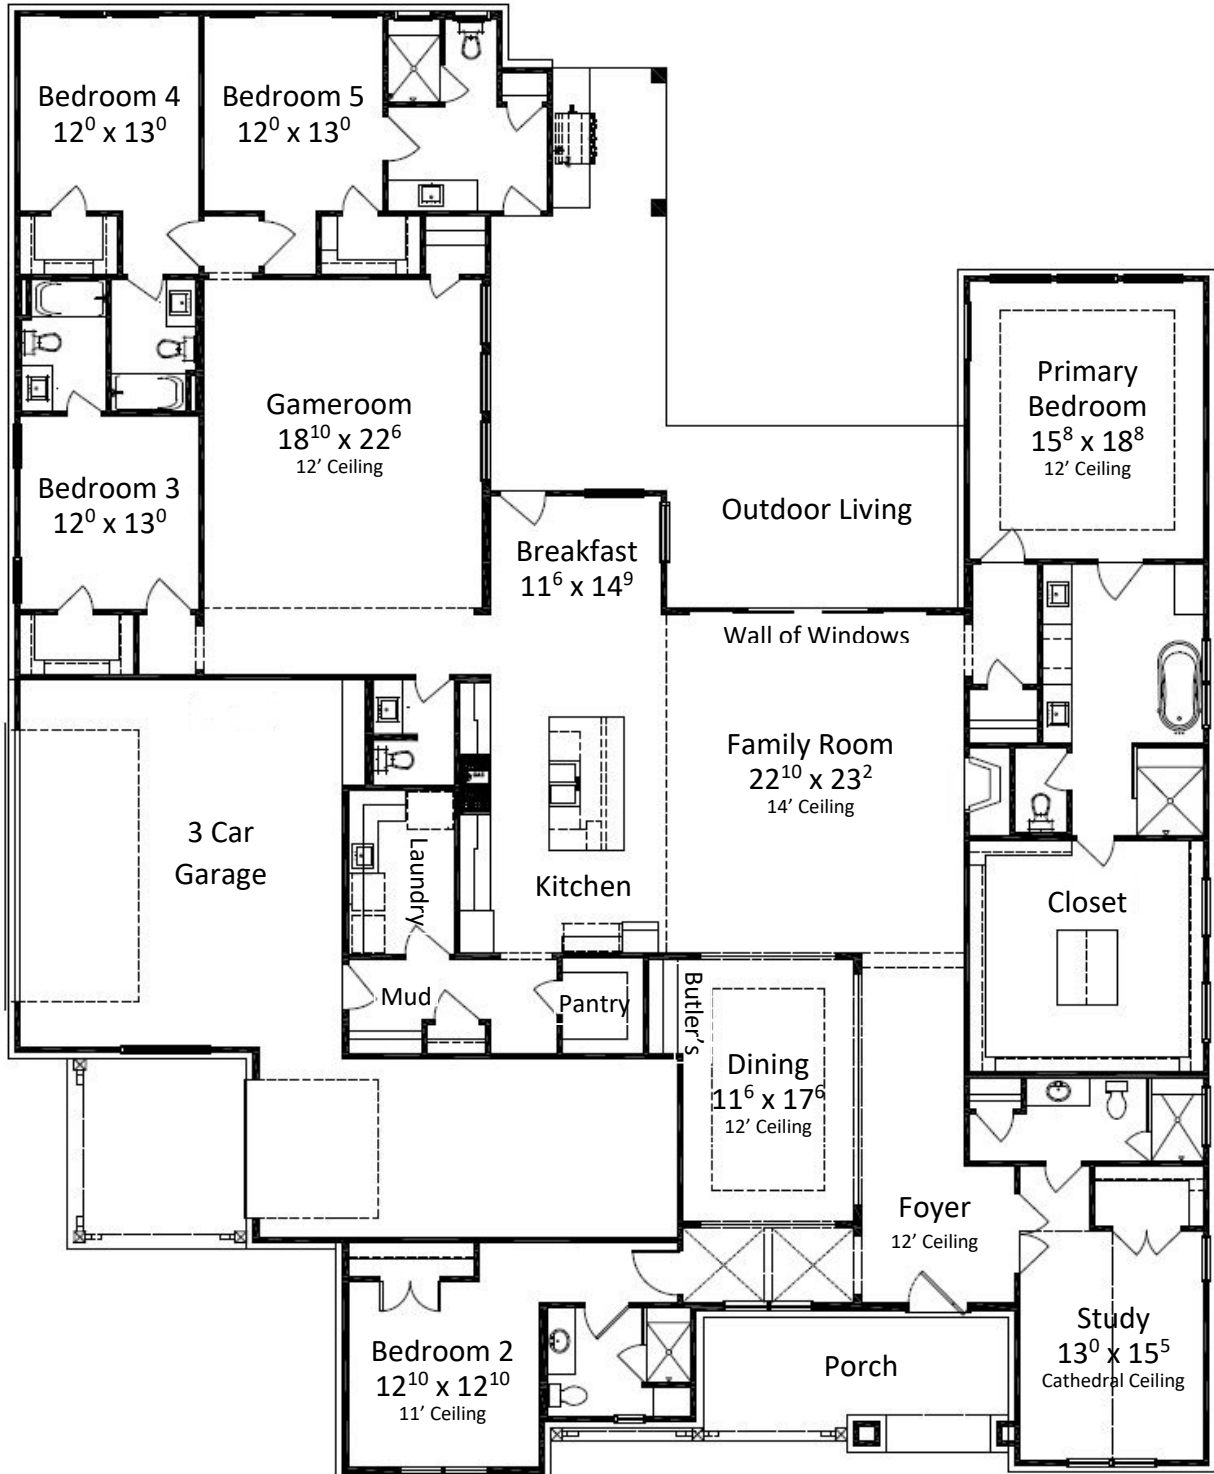 Bedroom 4
12⁰ x 13⁰
Bedroom 5
12⁰ x 13⁰
Gameroom
18¹⁰ x 22⁶
12' Ceiling
Primary
Bedroom
15⁸ x 18⁸
12' Ceiling
Bedroom 3
12⁰ x 13⁰
Outdoor Living
Breakfast
11⁶ x 14⁹
Wall of Windows
Family Room
22¹⁰ x 23²
14' Ceiling
3 Car
Garage
Laundry
Kitchen
Closet
Mud
Pantry
Butler's
Dining
11⁶ x 17⁶
12' Ceiling
Foyer
12' Ceiling
Bedroom 2
12¹⁰ x 12¹⁰
11' Ceiling
Porch
Study
13⁰ x 15⁵
Cathedral Ceiling